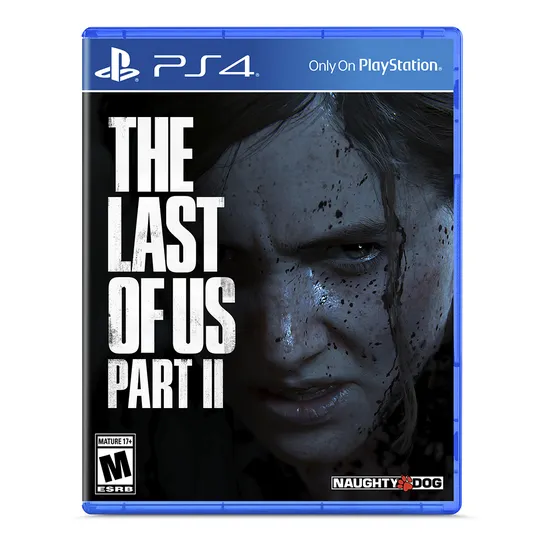 PS4
Only On PlayStation®
THE
LAST
OF US
PART II
MATURE 17+
M
ESRB
NAUGHTY DOG